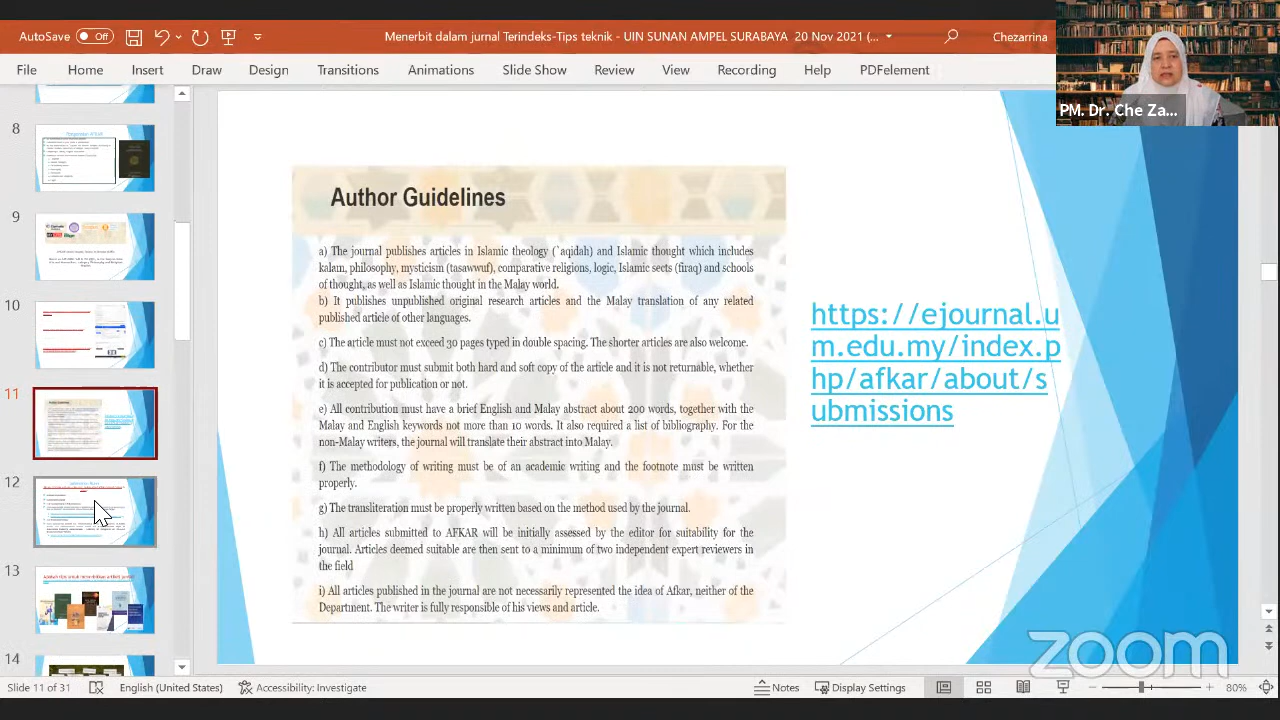 AutoSave Off
Menerbit dalam jurnal Terindeks-Tips teknik - UIN SUNAN AMPEL SURABAYA 20 Nov 2021 (...
Chezarrina
File Home Insert Draw Design Transitions Animations Slide Show Review View Recording Help PDFelement
PM. Dr. Che Za...
8
9
10
11
12
13
14
Author Guidelines
a) The journal publishes articles in Islamic theology (`aqidah) and Islamic thought which includes
kalam, philosophy, mysticism (tasawwuf), comparative religions, logic, Islamic sects (firaq) and schools
of thought, as well as Islamic thought in the Malay world.
b) It publishes unpublished original research articles and the Malay translation of any related
published article of other languages.
c) The article must not exceed 30 pages typed in double spacing. The shorter articles are also welcome.
d) The contributor must submit both hard and soft copy of the article and it is not returnable, whether
it is accepted for publication or not.
e) All contribution must have a brief English and Malay abstract about 200 words, together with the
Malay and English keywords not more than words. It also required a list of bibliography. For the
non-Malay writers, the journal will translate their abstract into Malay.
f) The methodology of writing must be of an academic writing and the footnote must be written
properly.
g) The transliteration must be properly written based on the method used by the journal.
h) All articles submitted to AFKAR will be initially assessed by the editor for suitability for the
journal. Articles deemed suitable are then sent to a minimum of two independent expert reviewers in
the field
i) All articles published in the journal are not necessarily represented the idea of Afkar, neither of the
Department. The writer is fully responsible of his views and article.
https://ejournal.u
m.edu.my/index.p
hp/afkar/about/s
ubmissions
zoom
Slide 11 of 31 English (United States) Accessibility: Investigate Notes Display Settings 80%